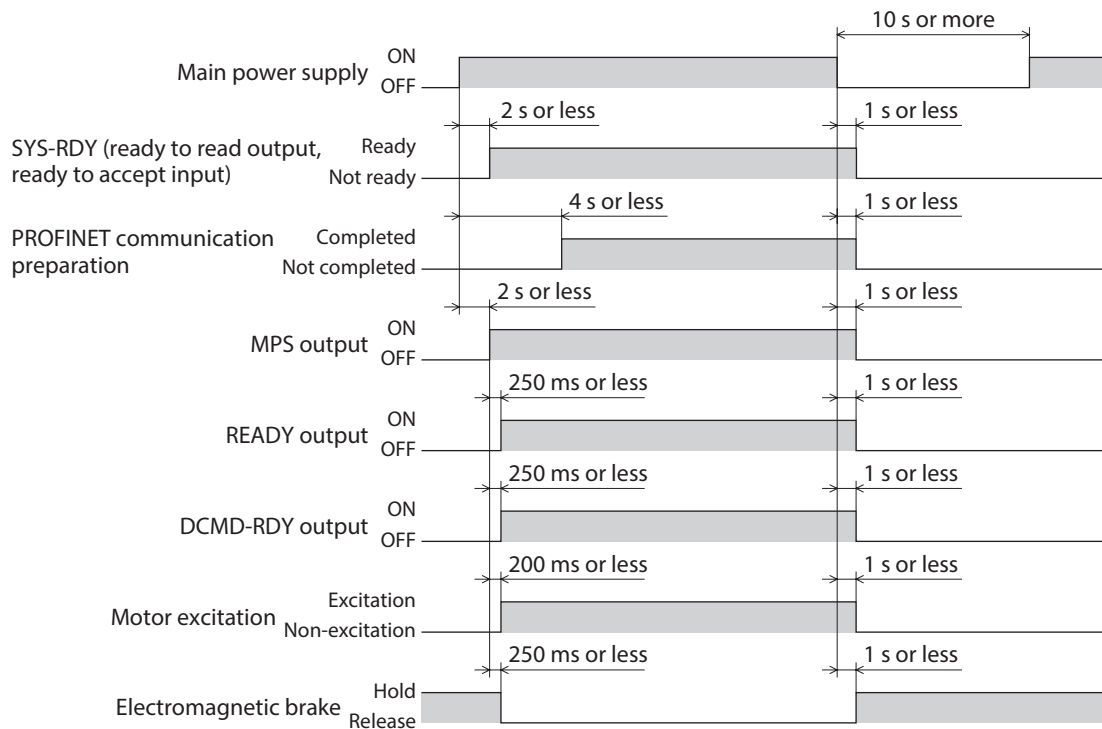 10 s or more
Main power supply
ON
OFF
2 s or less
1 s or less
SYS-RDY (ready to read output,
ready to accept input)
Ready
Not ready
4 s or less
1 s or less
PROFINET communication
preparation
Completed
Not completed
2 s or less
1 s or less
MPS output
ON
OFF
250 ms or less
1 s or less
READY output
ON
OFF
250 ms or less
1 s or less
DCMD-RDY output
ON
OFF
200 ms or less
1 s or less
Motor excitation
Excitation
Non-excitation
250 ms or less
1 s or less
Electromagnetic brake
Hold
Release